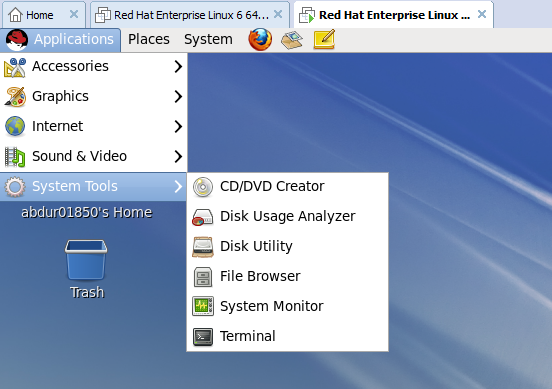 Home
Red Hat Enterprise Linux 6 64...
Red Hat Enterprise Linux ...
Applications Places System
Accessories
Graphics
Internet
Sound & Video
System Tools
CD/DVD Creator
Disk Usage Analyzer
Disk Utility
File Browser
System Monitor
Terminal
abdur01850's Home
Trash